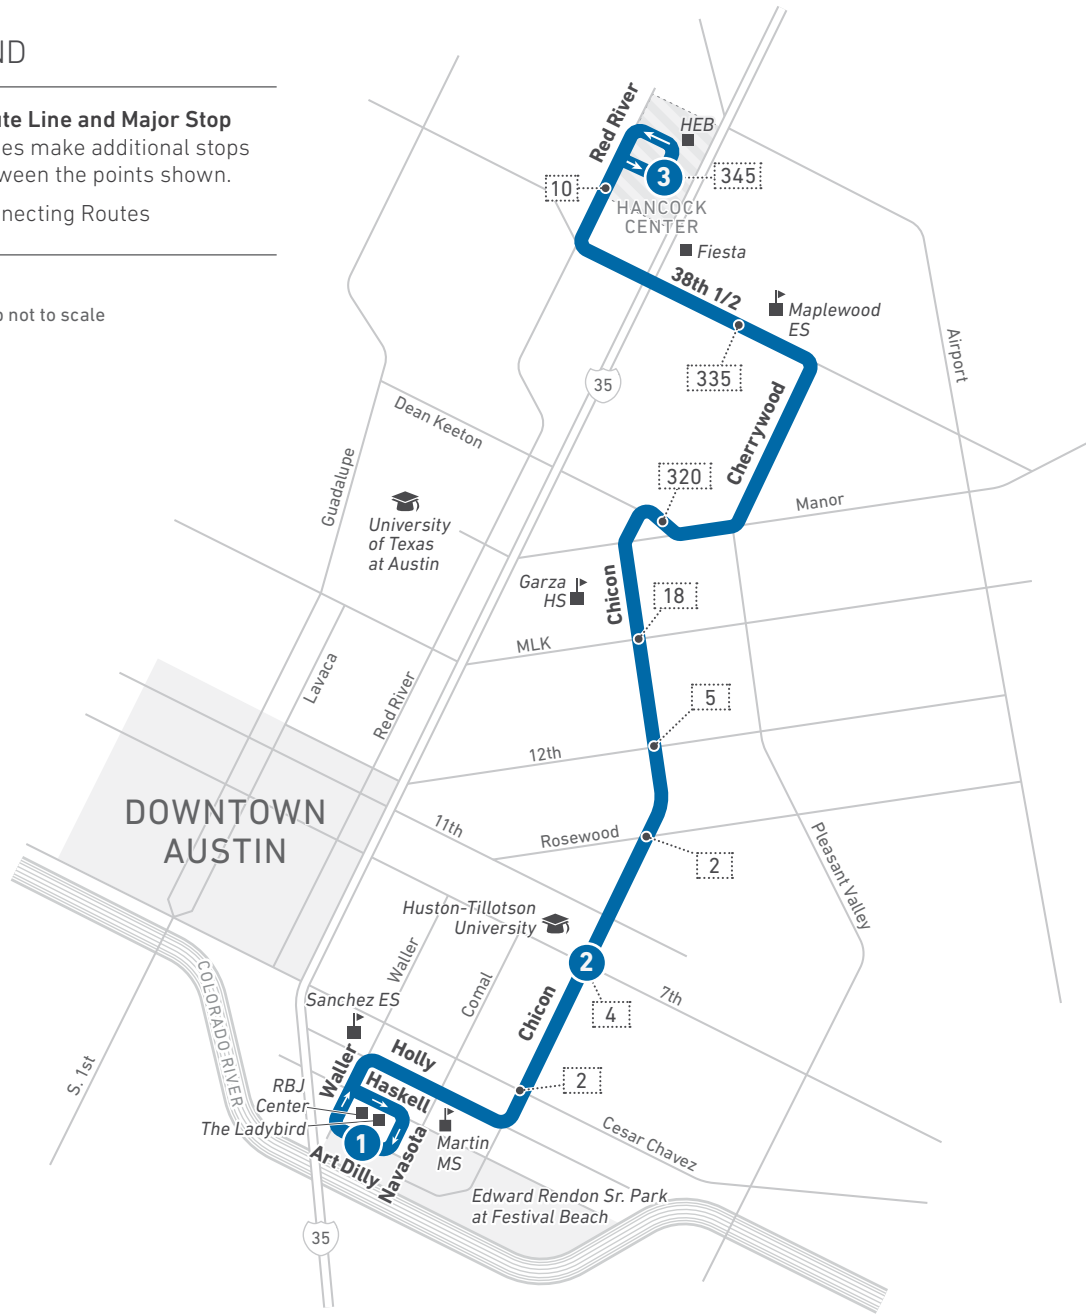 ND
ute Line and Major Stop
es make additional stops
ween the points shown.
nnecting Routes
p not to scale
Red River
HEB
3
345
10
HANCOCK
CENTER
Fiesta
38th 1/2
Maplewood
ES
Airport
335
35
Cherrywood
Dean Keeton
Guadalupe
320
Manor
University
of Texas
at Austin
Garza
HS
Chicon
18
MLK
Lavaca
Red River
5
12th
DOWNTOWN
AUSTIN
11th
Rosewood
2
Pleasant Valley
Huston-Tillotson
University
2
Waller
COLORADO RIVER
Comal
7th
4
Chicon
Sanchez ES
Holly
Waller
Haskell
2
S. 1st
RBJ
Center
The Ladybird
1
Martin
MS
Cesar Chavez
Art Dilly
Navasota
Edward Rendon Sr. Park
at Festival Beach
35